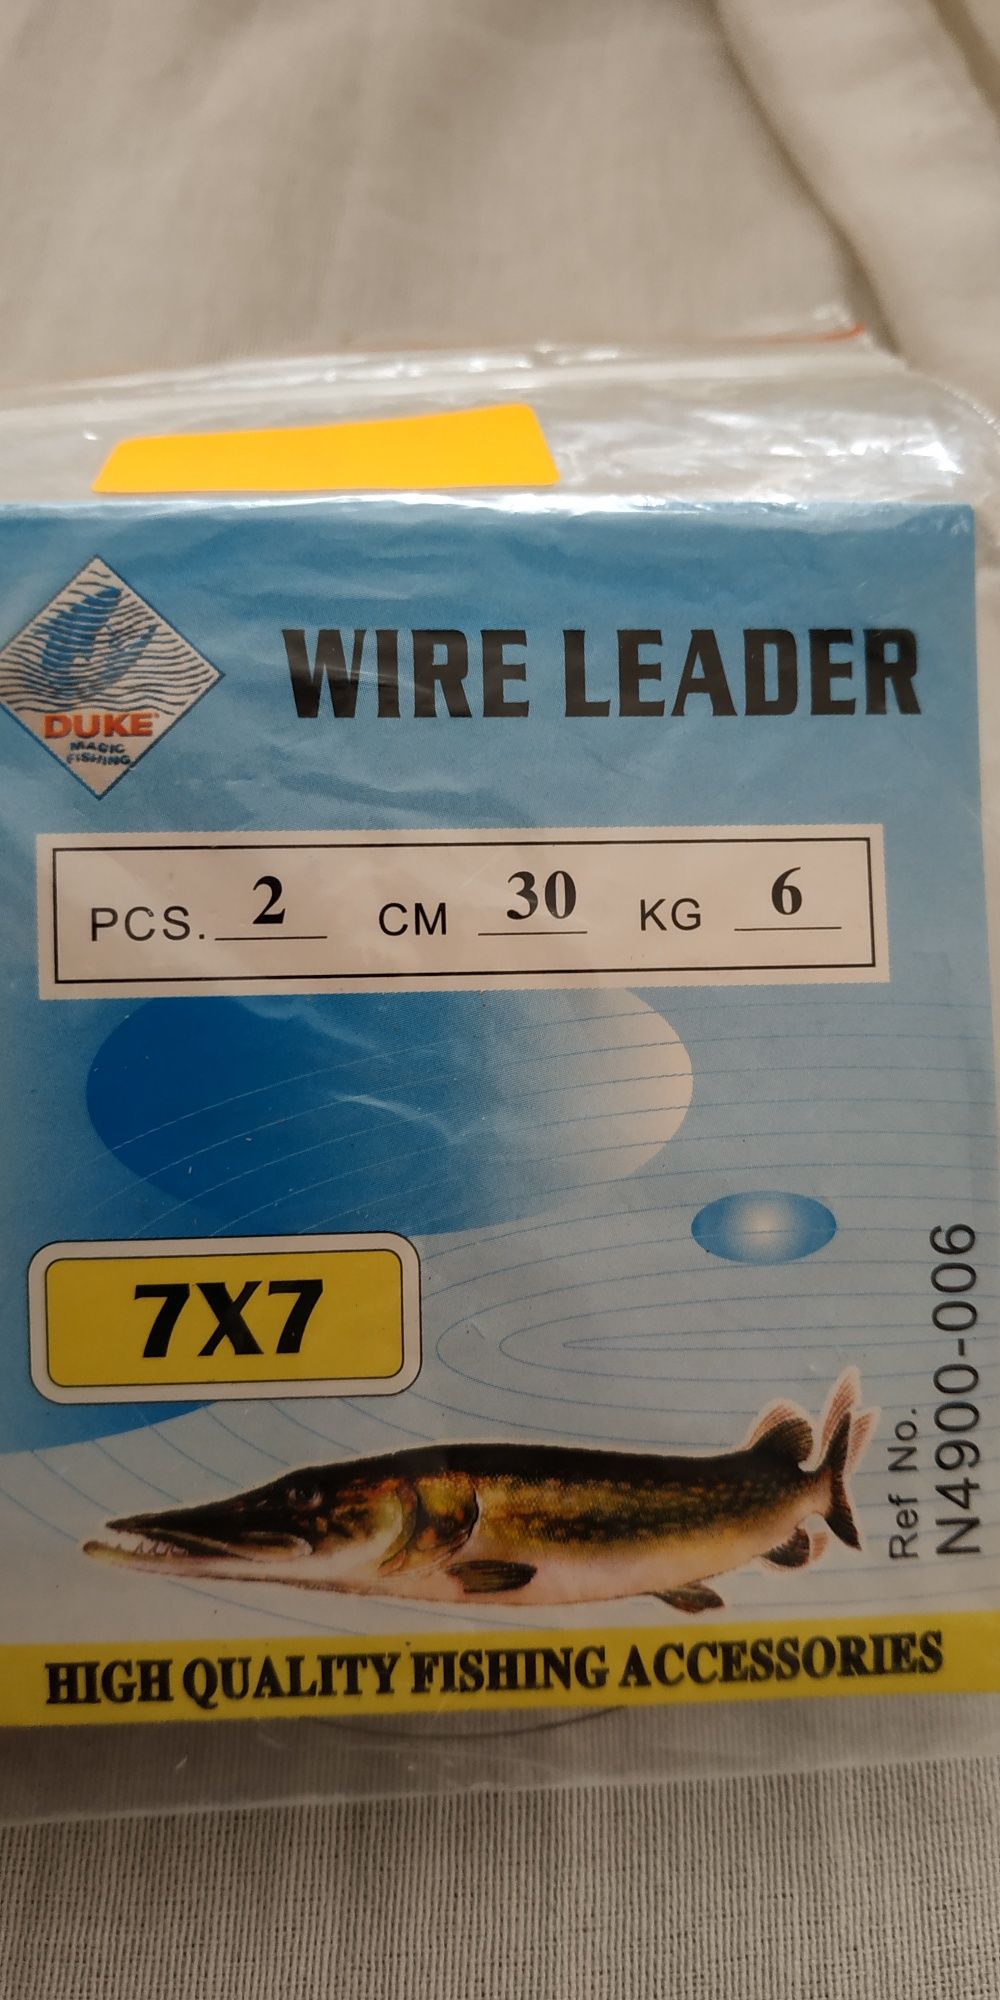 WIRE LEADER
DUKE
MAGIC
FISHING
PCS. 2 CM 30 KG 6
7X7
Ref No.
N4900-006
HIGH QUALITY FISHING ACCESSORIES